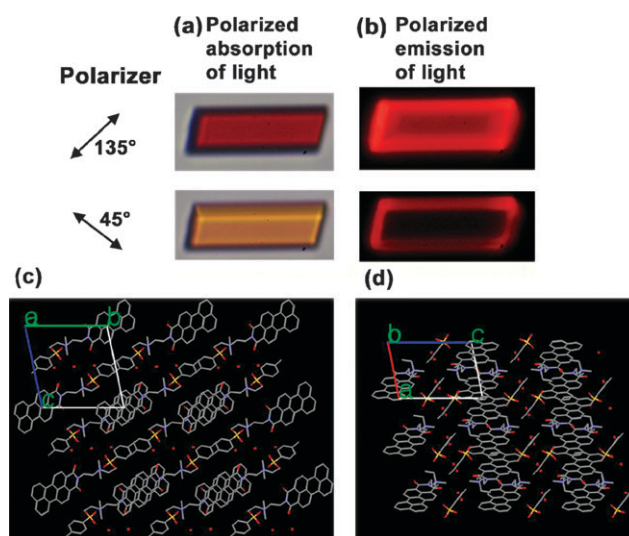 (a) Polarized
absorption
of light
(b) Polarized
emission
of light
Polarizer
135°
45°
(c)
a
b
c
(d)
b
c
a